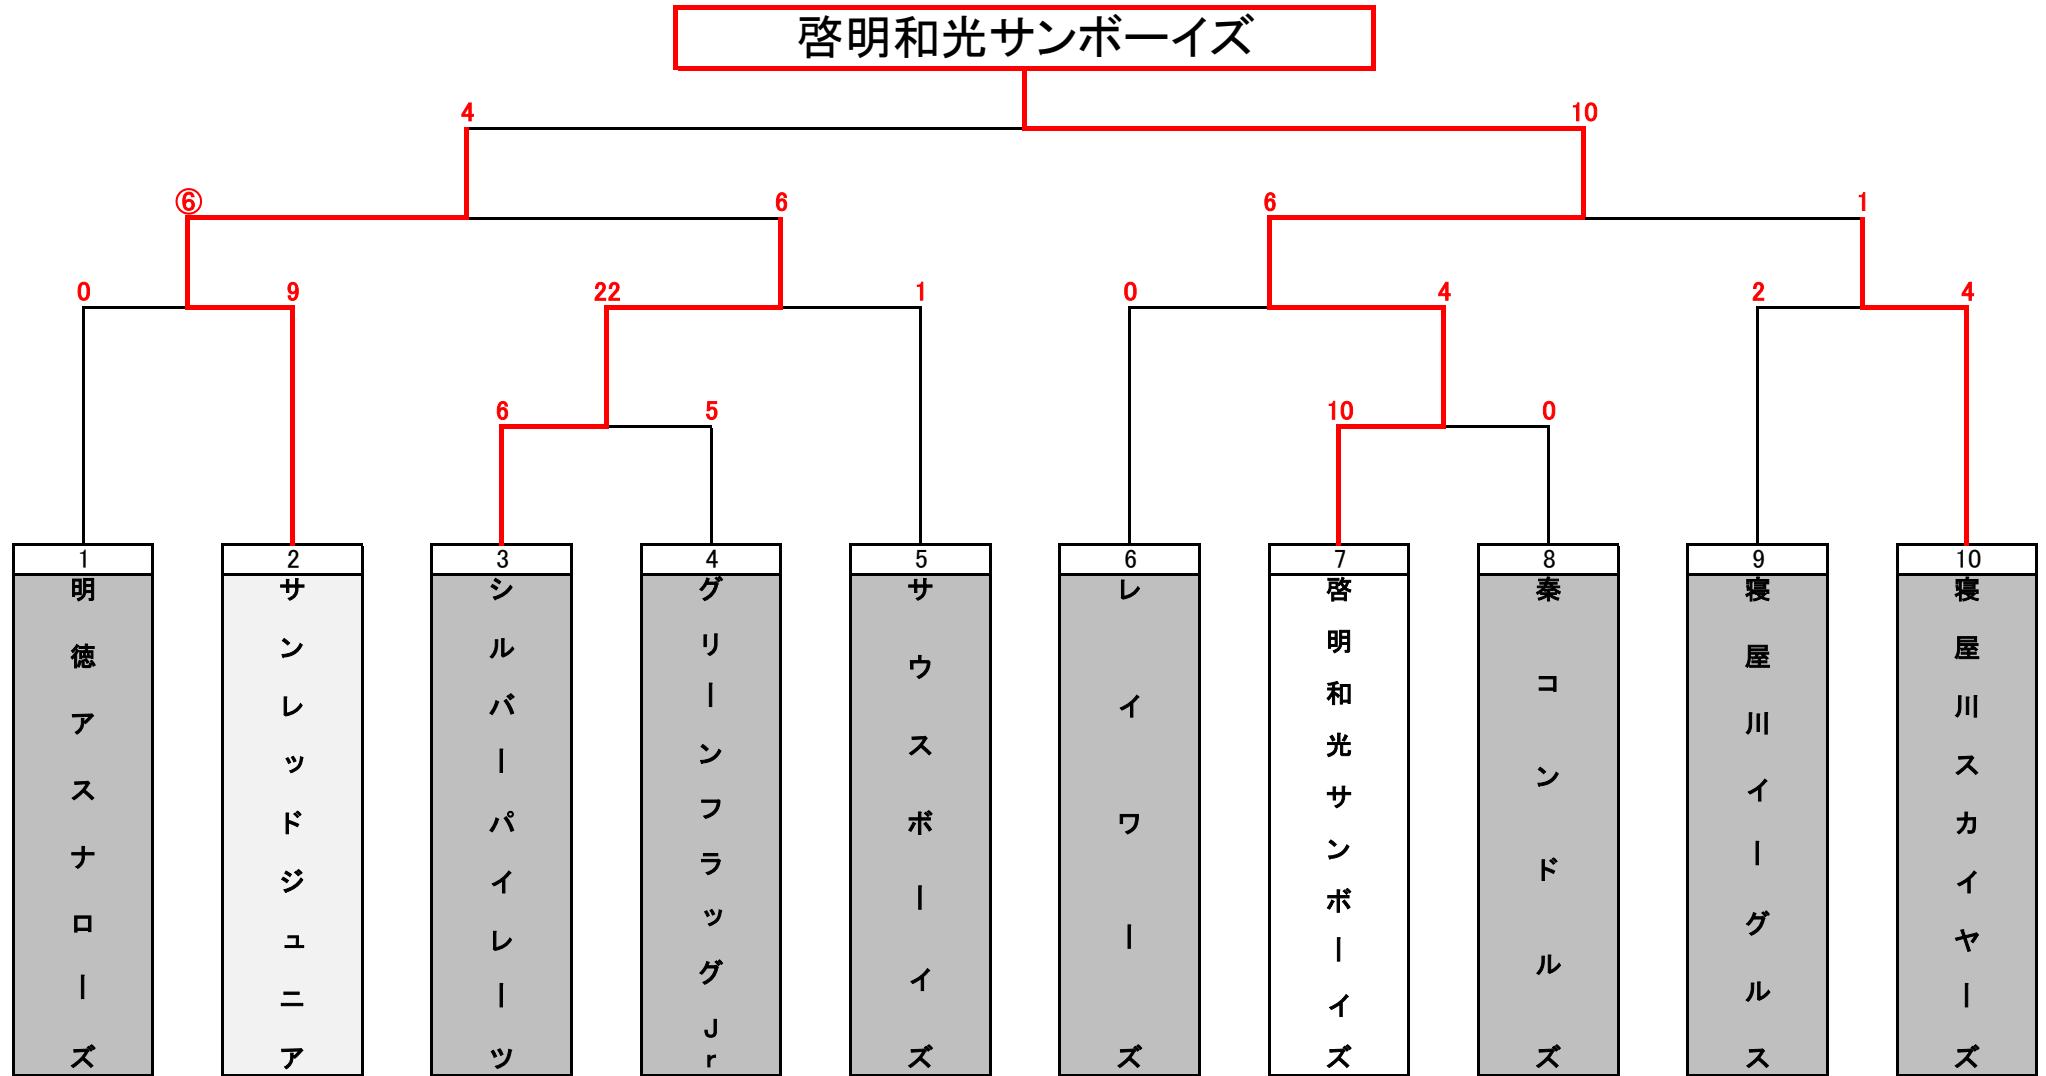 啓明和光サンボーイズ
4
10
⑥
6
6
1
0
9
22
1
0
4
2
4
6
5
10
0
1
2
3
4
5
6
7
8
9
10
明徳アスナローズ
サンレッドジュニア
シルバーパイレーツ
グリーンフラッグJr
サウスボーイズ
レイワーズ
啓明和光サンボーイズ
秦コンドルズ
寝屋川イーグルス
寝屋川スカイヤーズ